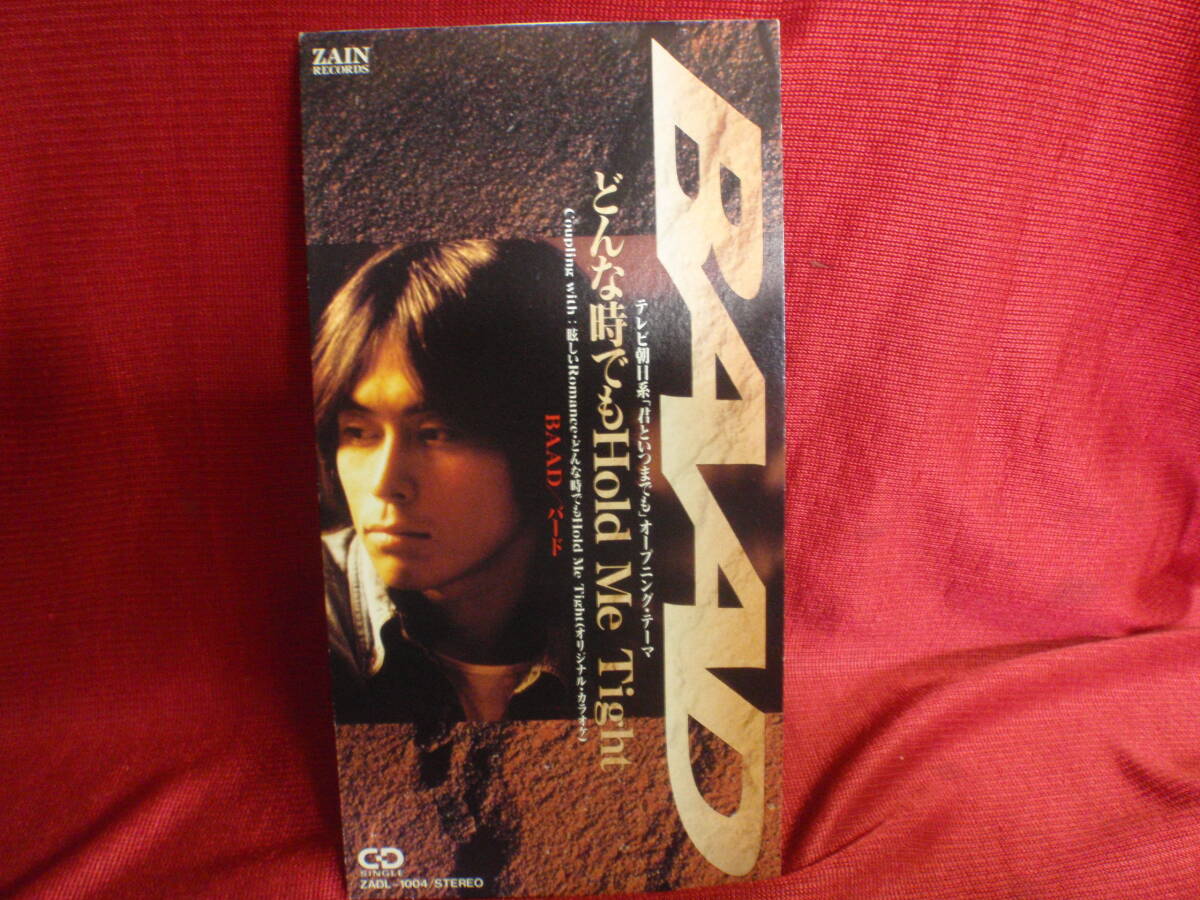 ZAIN
RECORDS
BAAD
テレビ朝日系「君といつまでも」オープニング・テーマ
どんな時でもHold Me Tight
Coupling with : 眩しいRomance・どんな時でもHold Me Tight(オリジナル・カラオケ)
BAAD／バード
CD
SINGLE
ZADL-1004/STEREO